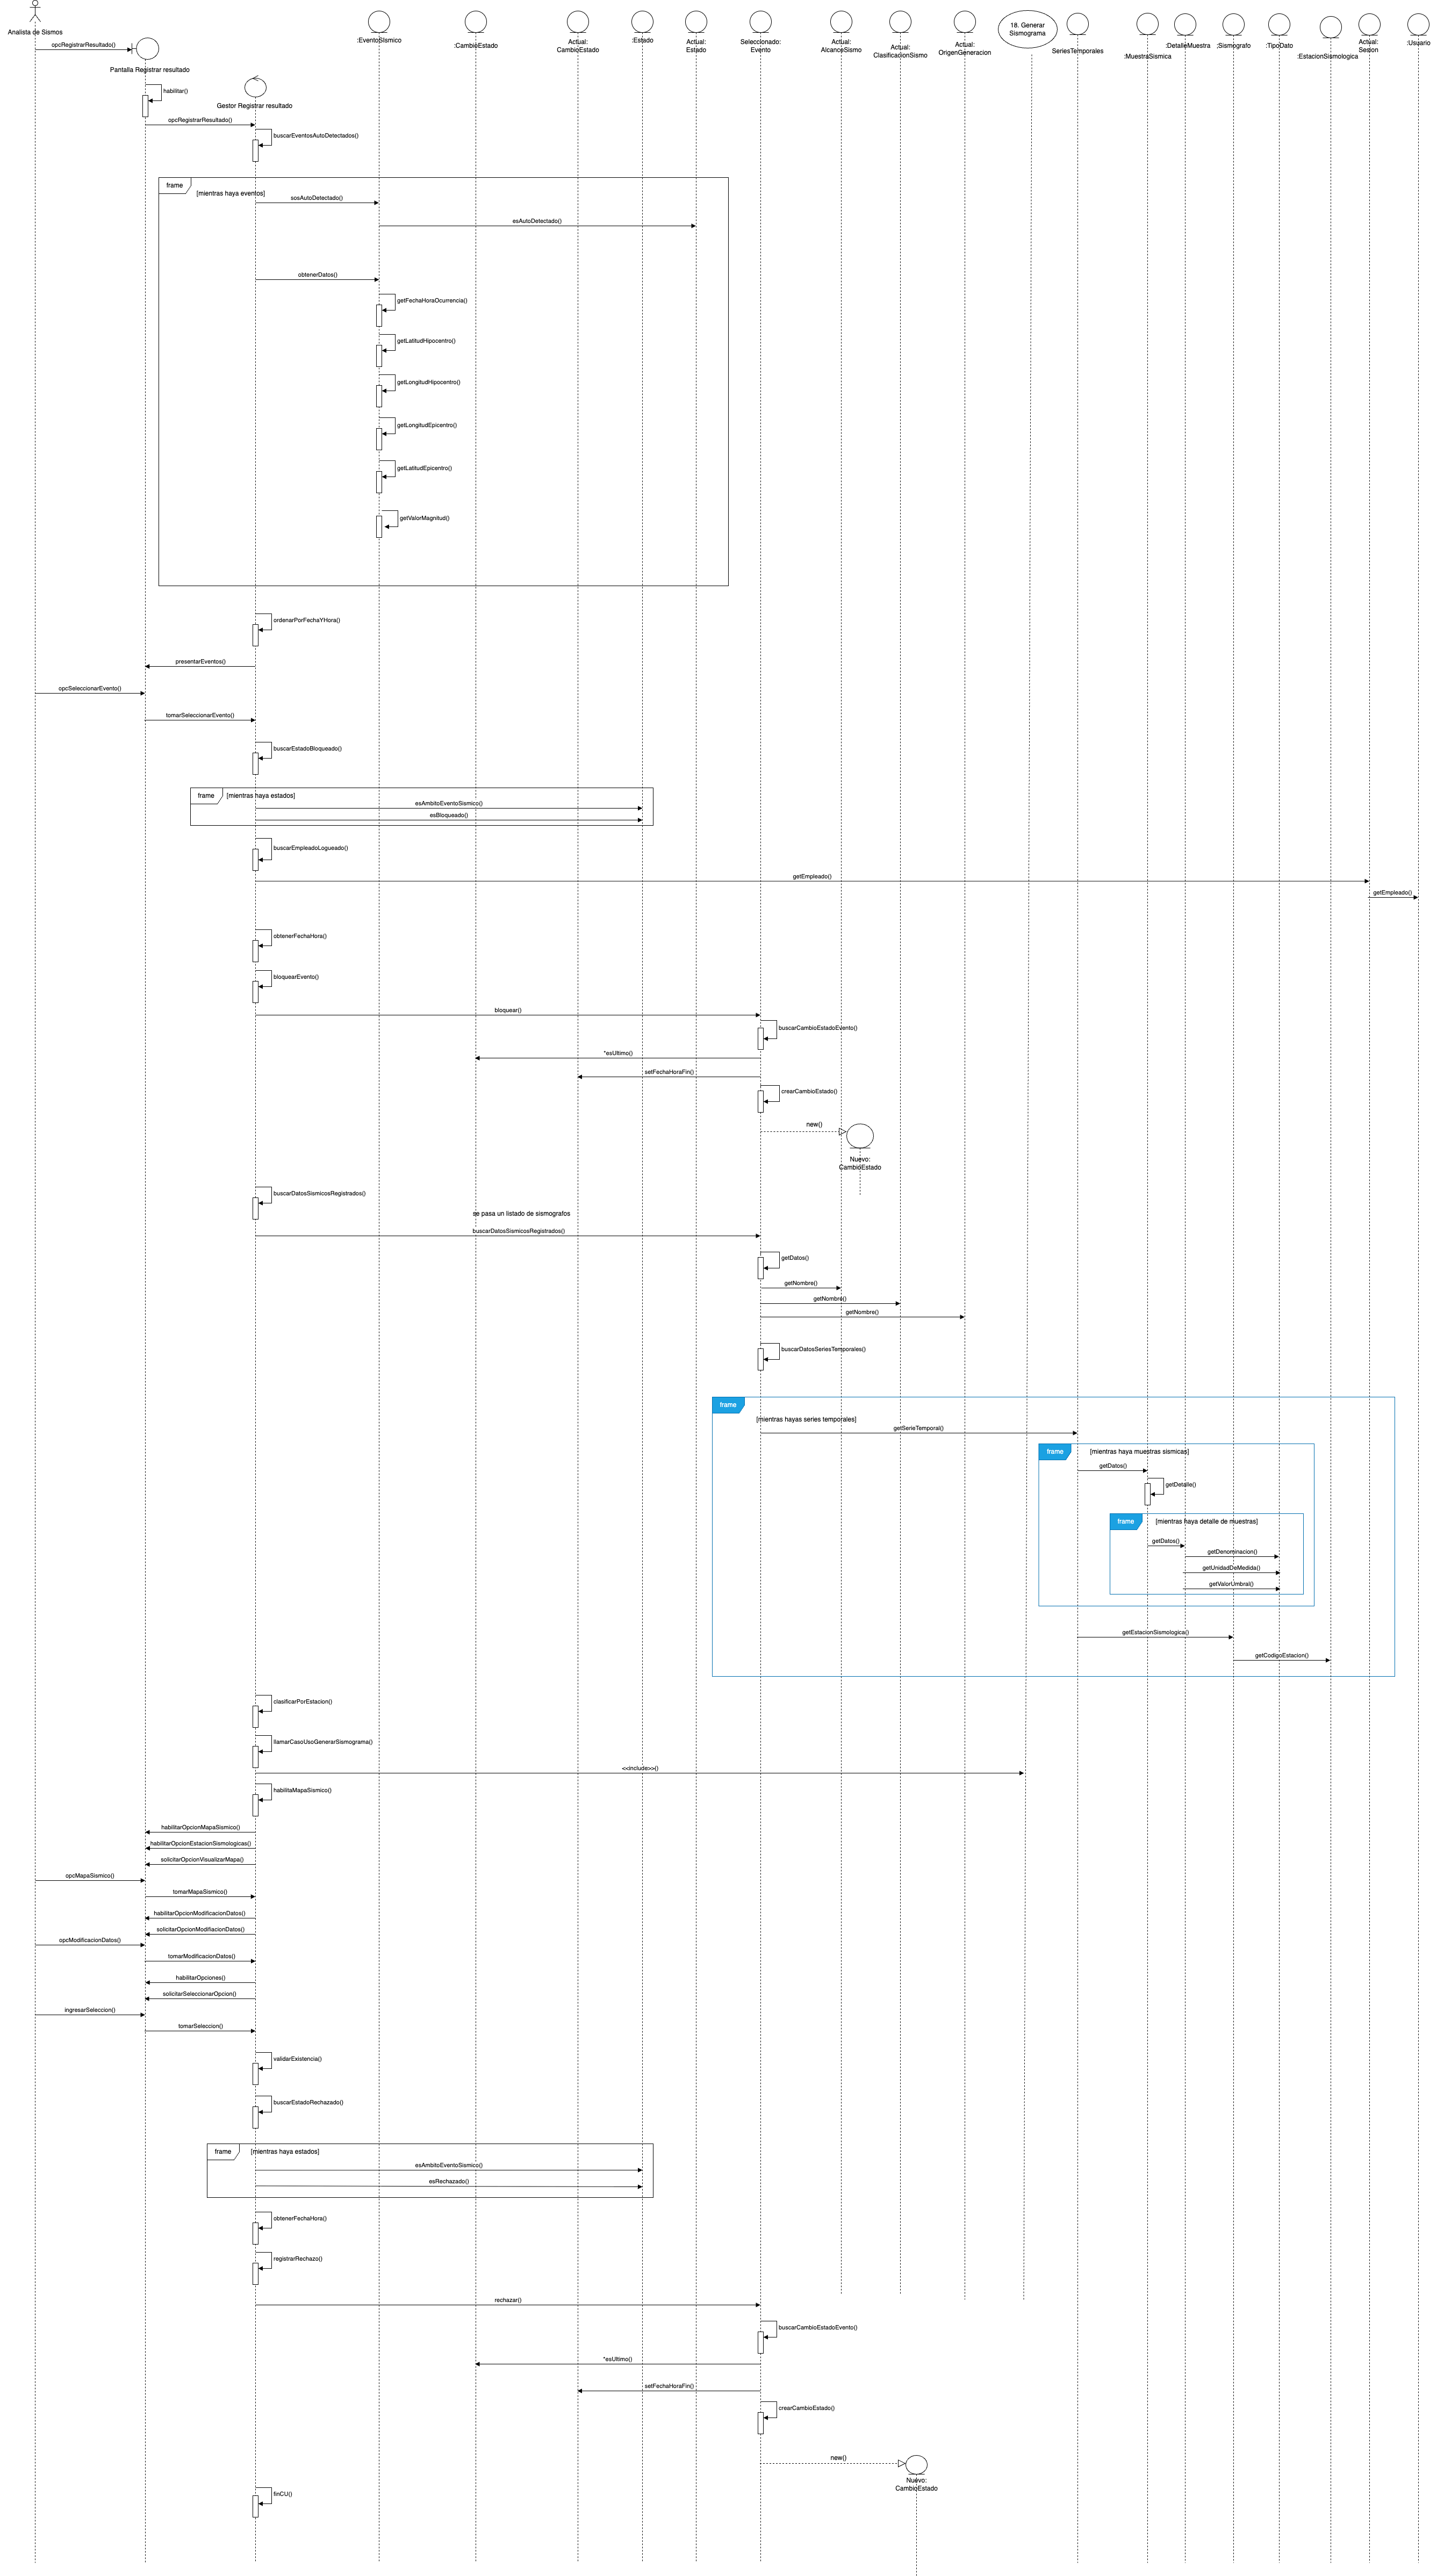 Analista de Sismos
:EventoSísmico
:CambioEstado
Actual:
CambioEstado
:Estado
Actual:
Estado
Seleccionado:
Evento
Actual:
AlcanceSismo
Actual:
ClasificacionSismo
Actual:
OrigenGeneracion
18. Generar
Sismograma
SeriesTemporales
:MuestraSismica
:DetalleMuestra
:Sismografo
:TipoDato
:EstacionSismologica
Actual:
Sesion
:Usuario
opcRegistrarResultado()
Pantalla Registrar resultado
habilitar()
Gestor Registrar resultado
opcRegistrarResultado()
buscarEventosAutoDetectados()
frame
[mientras haya eventos]
sosAutoDetectado()
esAutoDetectado()
obtenerDatos()
getFechaHoraOcurrencia()
getLatitudHipocentro()
getLongitudHipocentro()
getLongitudEpicentro()
getLatitudEpicentro()
getValorMagnitud()
ordenarPorFechaYHora()
presentarEventos()
opcSeleccionarEvento()
tomarSeleccionarEvento()
buscarEstadoBloqueado()
frame
[mientras haya estados]
esAmbitoEventoSismico()
esBloqueado()
buscarEmpleadoLogueado()
getEmpleado()
getEmpleado()
obtenerFechaHora()
bloquearEvento()
bloquear()
buscarCambioEstadoEvento()
*esUltimo()
setFechaHoraFin()
crearCambioEstado()
new()
Nuevo:
CambioEstado
buscarDatosSismicosRegistrados()
se pasa un listado de sismografos
buscarDatosSismicosRegistrados()
getDatos()
getNombre()
getNombre()
getNombre()
buscarDatosSeriesTemporales()
frame
[mientras hayas series temporales]
getSerieTemporal()
frame
[mientras haya muestras sismicas]
getDatos()
getDetalle()
frame
[mientras haya detalle de muestras]
getDatos()
getDenominacion()
getUnidadDeMedida()
getValorUmbral()
getEstacionSismologica()
getCodigoEstacion()
clasificarPorEstacion()
llamarCasoUsoGenerarSismograma()
<<include>>()
habilitaMapaSismico()
habilitarOpcionMapaSismico()
habilitarOpcionEstacionSismologicas()
solicitarOpcionVisualizarMapa()
opcMapaSismico()
tomarMapaSismico()
habilitarOpcionModificacionDatos()
solicitarOpcionModifiacionDatos()
opcModificacionDatos()
tomarModificacionDatos()
habilitarOpciones()
solicitarSeleccionarOpcion()
ingresarSeleccion()
tomarSeleccion()
validarExistencia()
buscarEstadoRechazado()
frame
[mientras haya estados]
esAmbitoEventoSismico()
esRechazado()
obtenerFechaHora()
registrarRechazo()
rechazar()
buscarCambioEstadoEvento()
*esUltimo()
setFechaHoraFin()
crearCambioEstado()
new()
Nuevo:
CambioEstado
finCU()